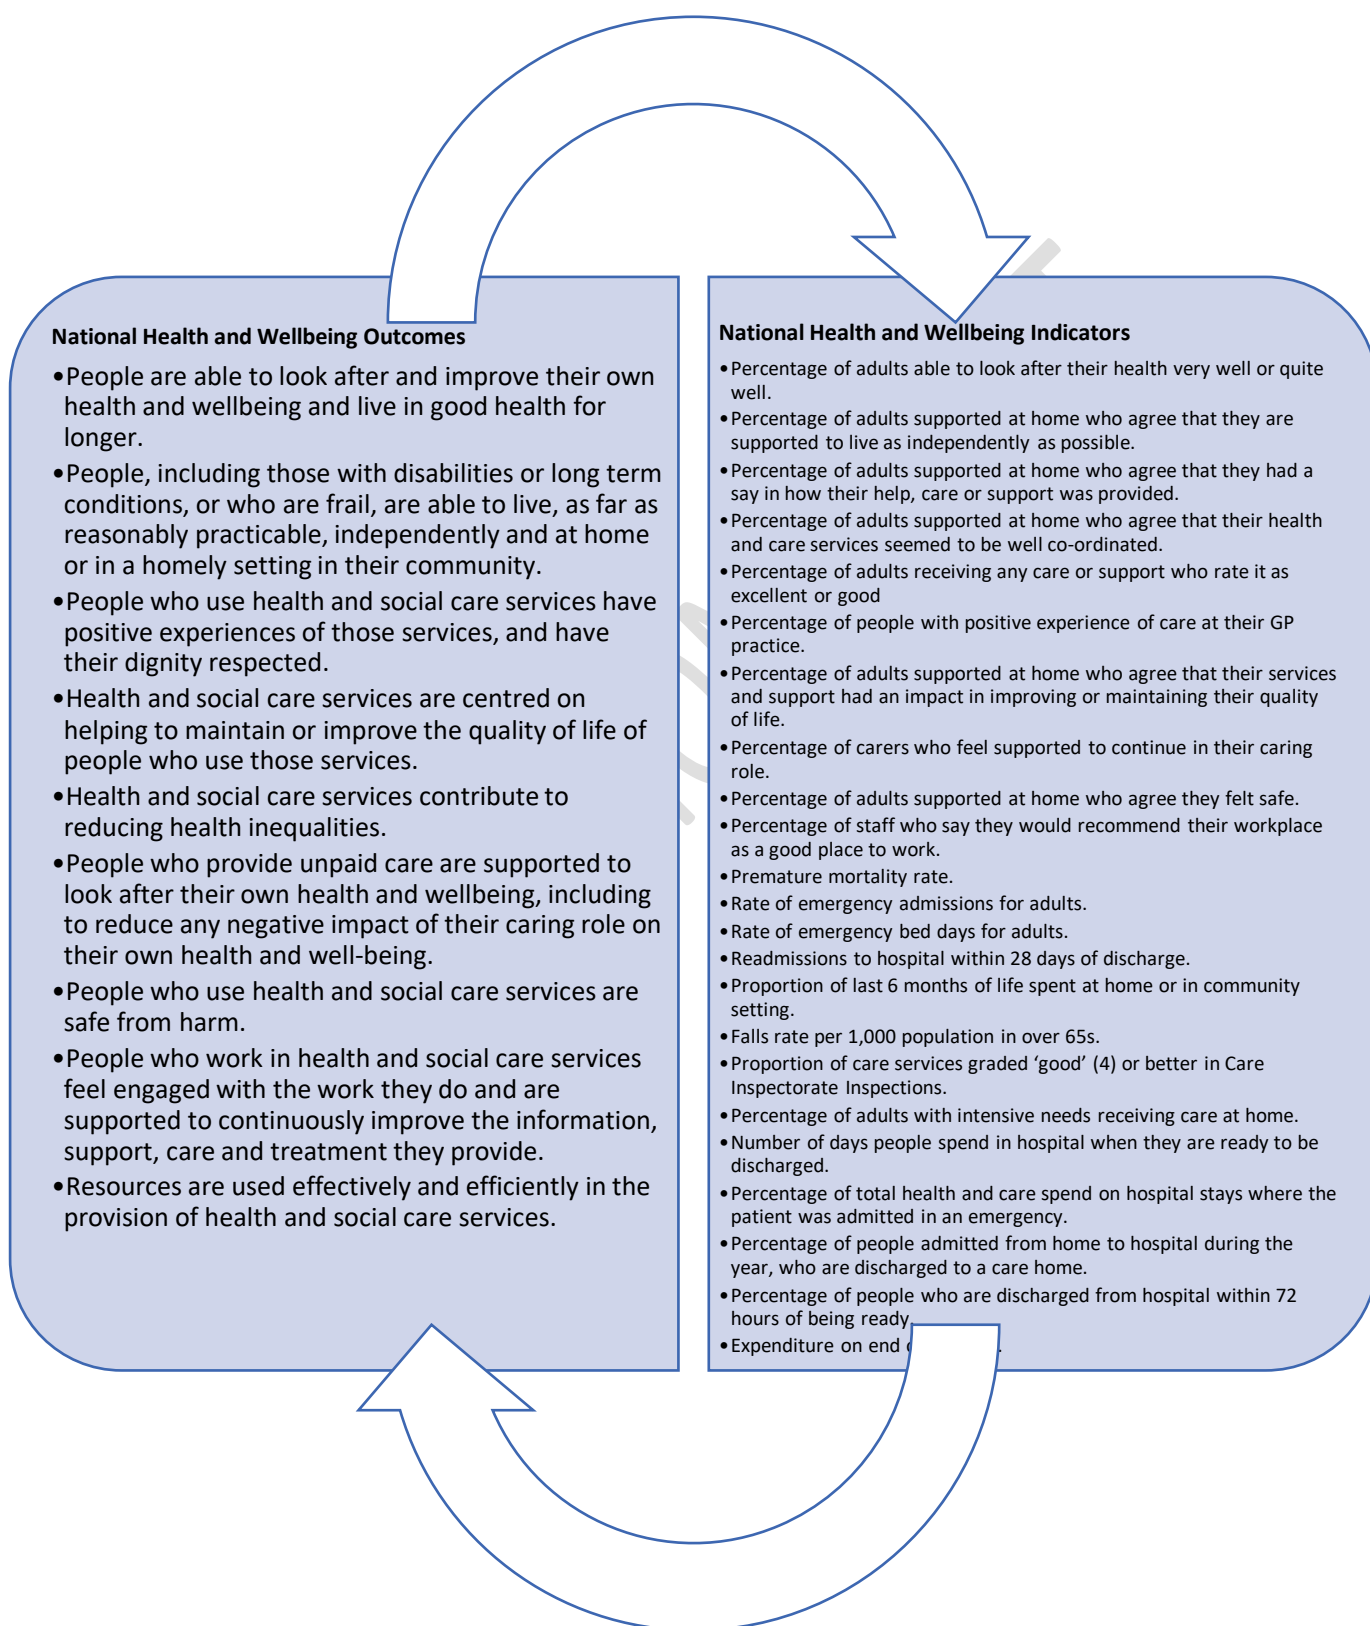 National Health and Wellbeing Outcomes
•People are able to look after and improve their own
health and wellbeing and live in good health for
longer.
•People, including those with disabilities or long term
conditions, or who are frail, are able to live, as far as
reasonably practicable, independently and at home
or in a homely setting in their community.
•People who use health and social care services have
positive experiences of those services, and have
their dignity respected.
•Health and social care services are centred on
helping to maintain or improve the quality of life of
people who use those services.
•Health and social care services contribute to
reducing health inequalities.
•People who provide unpaid care are supported to
look after their own health and wellbeing, including
to reduce any negative impact of their caring role on
their own health and well-being.
•People who use health and social care services are
safe from harm.
•People who work in health and social care services
feel engaged with the work they do and are
supported to continuously improve the information,
support, care and treatment they provide.
•Resources are used effectively and efficiently in the
provision of health and social care services.
National Health and Wellbeing Indicators
•Percentage of adults able to look after their health very well or quite
well.
•Percentage of adults supported at home who agree that they are
supported to live as independently as possible.
•Percentage of adults supported at home who agree that they had a
say in how their help, care or support was provided.
•Percentage of adults supported at home who agree that their health
and care services seemed to be well co-ordinated.
•Percentage of adults receiving any care or support who rate it as
excellent or good
•Percentage of people with positive experience of care at their GP
practice.
•Percentage of adults supported at home who agree that their services
and support had an impact in improving or maintaining their quality
of life.
•Percentage of carers who feel supported to continue in their caring
role.
•Percentage of adults supported at home who agree they felt safe.
•Percentage of staff who say they would recommend their workplace
as a good place to work.
•Premature mortality rate.
•Rate of emergency admissions for adults.
•Rate of emergency bed days for adults.
•Readmissions to hospital within 28 days of discharge.
•Proportion of last 6 months of life spent at home or in community
setting.
•Falls rate per 1,000 population in over 65s.
•Proportion of care services graded ‘good’ (4) or better in Care
Inspectorate Inspections.
•Percentage of adults with intensive needs receiving care at home.
•Number of days people spend in hospital when they are ready to be
discharged.
•Percentage of total health and care spend on hospital stays where the
patient was admitted in an emergency.
•Percentage of people admitted from home to hospital during the
year, who are discharged to a care home.
•Percentage of people who are discharged from hospital within 72
hours of being ready.
•Expenditure on end